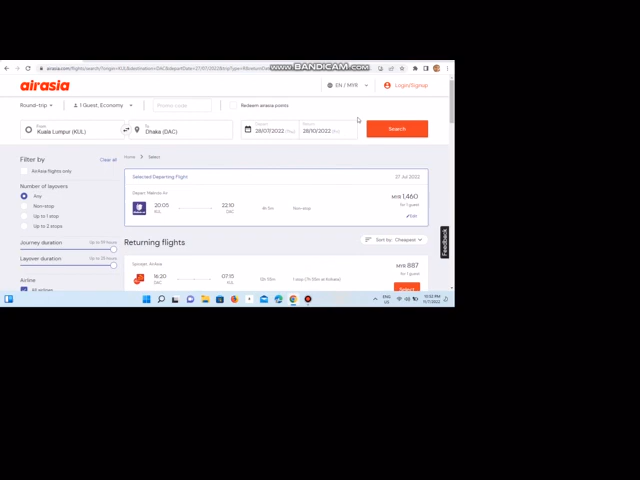 www.BANDICAM.com
airasia
EN / MYR
Login/Signup
Round-trip
1 Guest, Economy
Promo code
Redeem airasia points
From
Kuala Lumpur (KUL)
To
Dhaka (DAC)
Depart
28/07/2022
Return
28/10/2022
Search
Filter by
Clear all
AirAsia flights only
Number of layovers
Any
Non-stop
Up to 1 stop
Up to 2 stops
Journey duration
Layover duration
Airline
All airlines
Home > Select
Selected Departing Flight
27 Jul 2022
MYR 1,460
for 1 guest
Edit
20:05
KUL
22:10
DAC
4h 5m
Non-stop
Returning flights
Sort by: Cheapest
MYR 887
for 1 guest
16:20
DAC
07:15
KUL
Select
Feedback
ENG
US
10:32 PM
11/7/2022